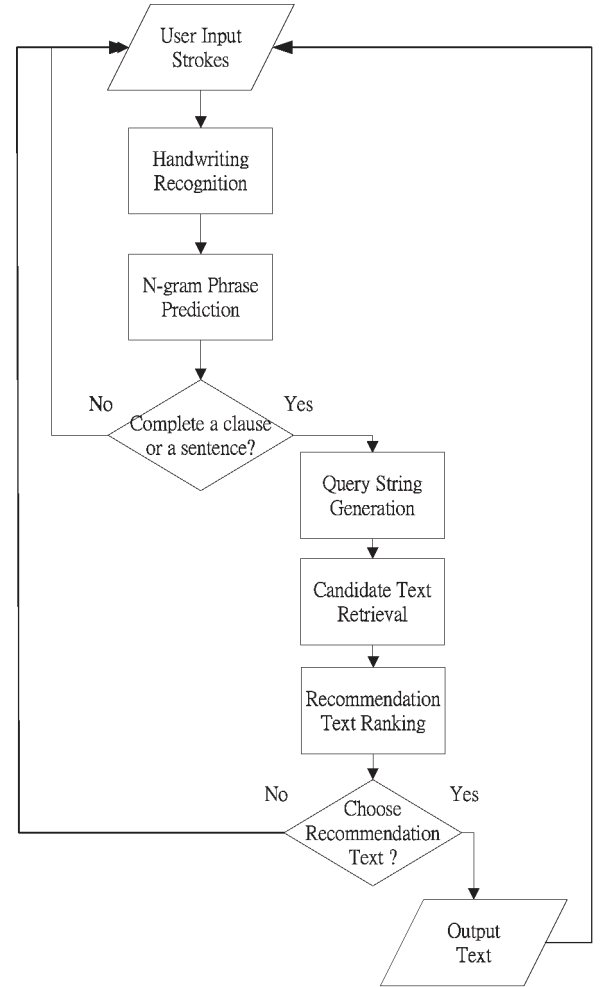 User Input
Strokes
Handwriting
Recognition
N-gram Phrase
Prediction
No
Yes
Complete a clause
or a sentence?
Query String
Generation
Candidate Text
Retrieval
Recommendation
Text Ranking
No
Yes
Choose
Recommendation
Text ?
Output
Text